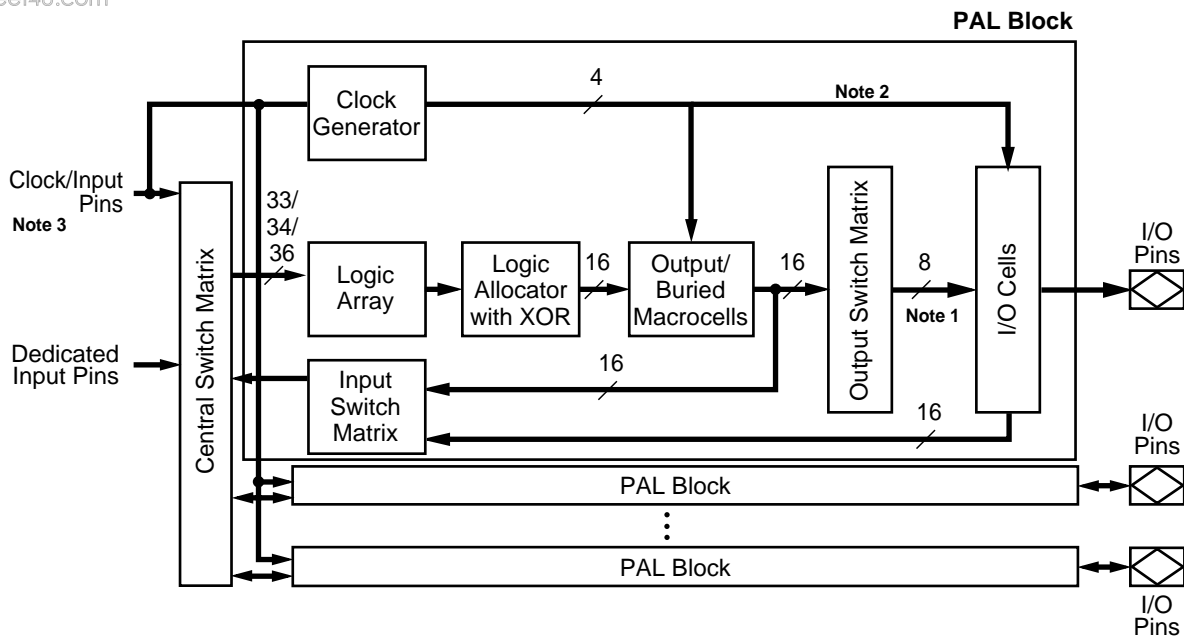 PAL Block
Clock
Generator
4
Note 2
Clock/Input
Pins
Note 3
33/
34/
36
Central Switch Matrix
Logic
Array
Logic
Allocator
with XOR
16
Output/
Buried
Macrocells
16
Output Switch Matrix
8
Note 1
I/O Cells
I/O
Pins
Dedicated
Input Pins
Input
Switch
Matrix
16
16
I/O
Pins
PAL Block
PAL Block
I/O
Pins